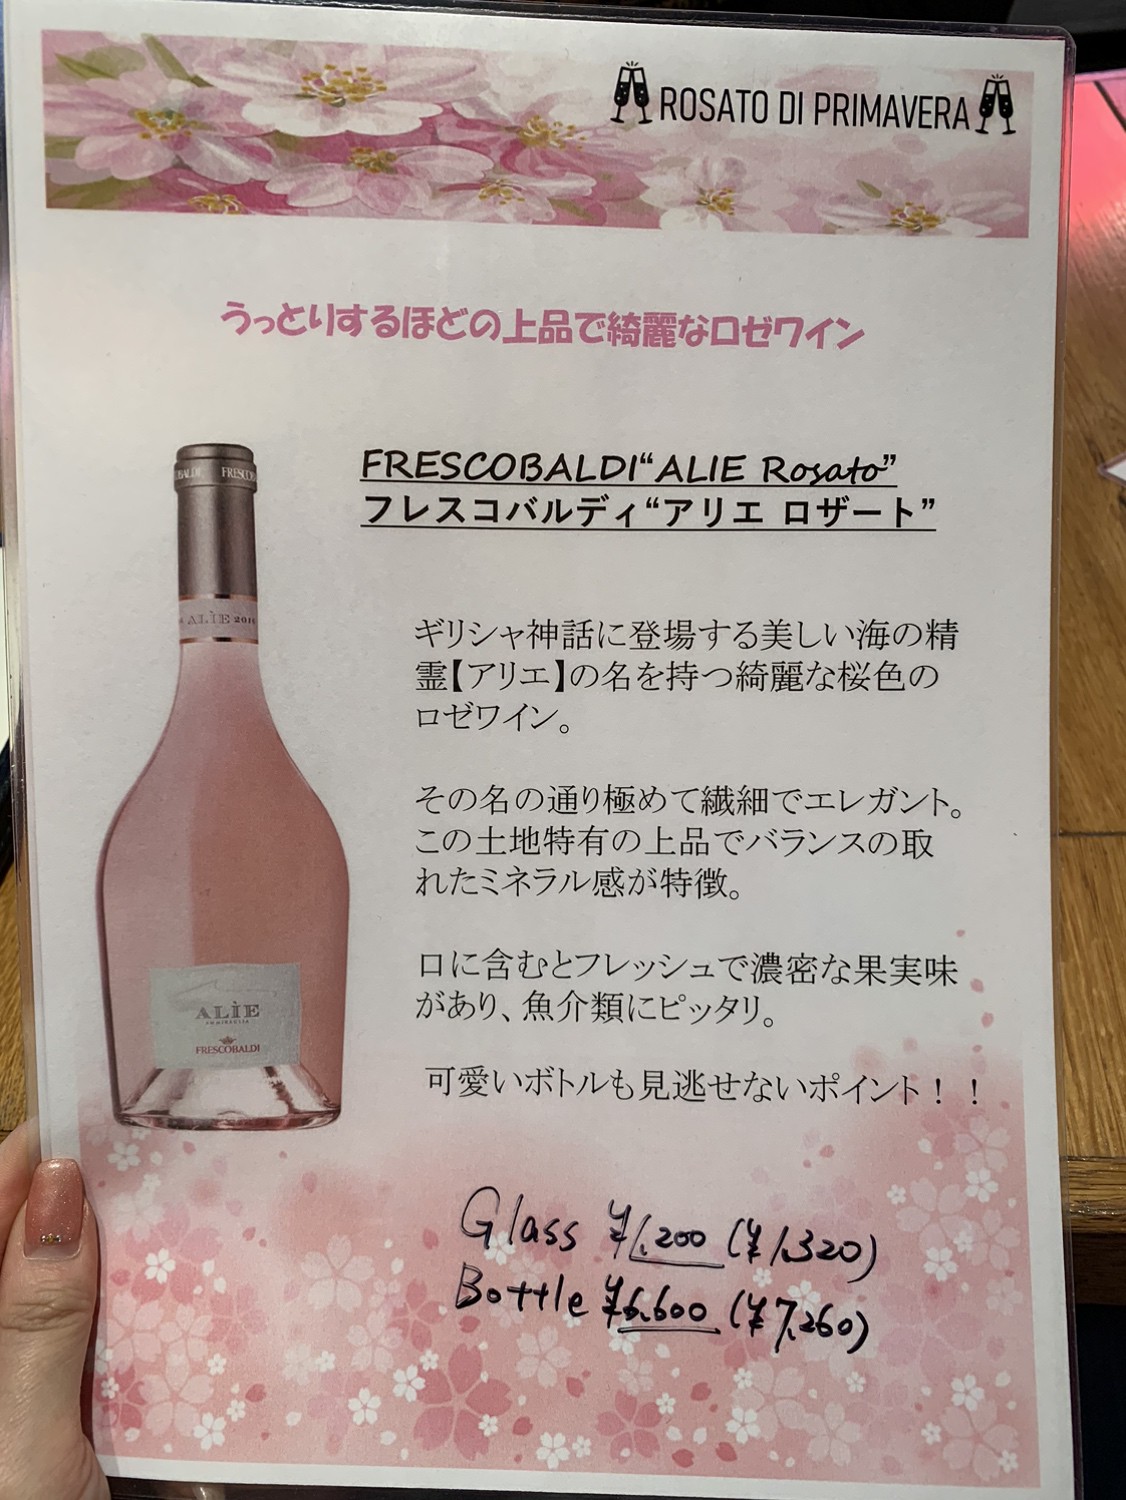 ROSATO DI PRIMAVERA
うっとりするほどの上品で綺麗なロゼワイン
FRESCOBALDI“ALIE Rosato”
フレスコバルディ“アリエ ロザート”
ギリシャ神話に登場する美しい海の精
霊【アリエ】の名を持つ綺麗な桜色の
ロゼワイン。
その名の通り極めて繊細でエレガント。
この土地特有の上品でバランスの取
れたミネラル感が特徴。
口に含むとフレッシュで濃密な果実味
があり、魚介類にピッタリ。
可愛いボトルも見逃せないポイント！！
FRESCO
ALÌE
ALÌE
FRESCOBALDI
Glass ¥1,200 (¥1,320)
Bottle ¥6,600 (¥7,260)